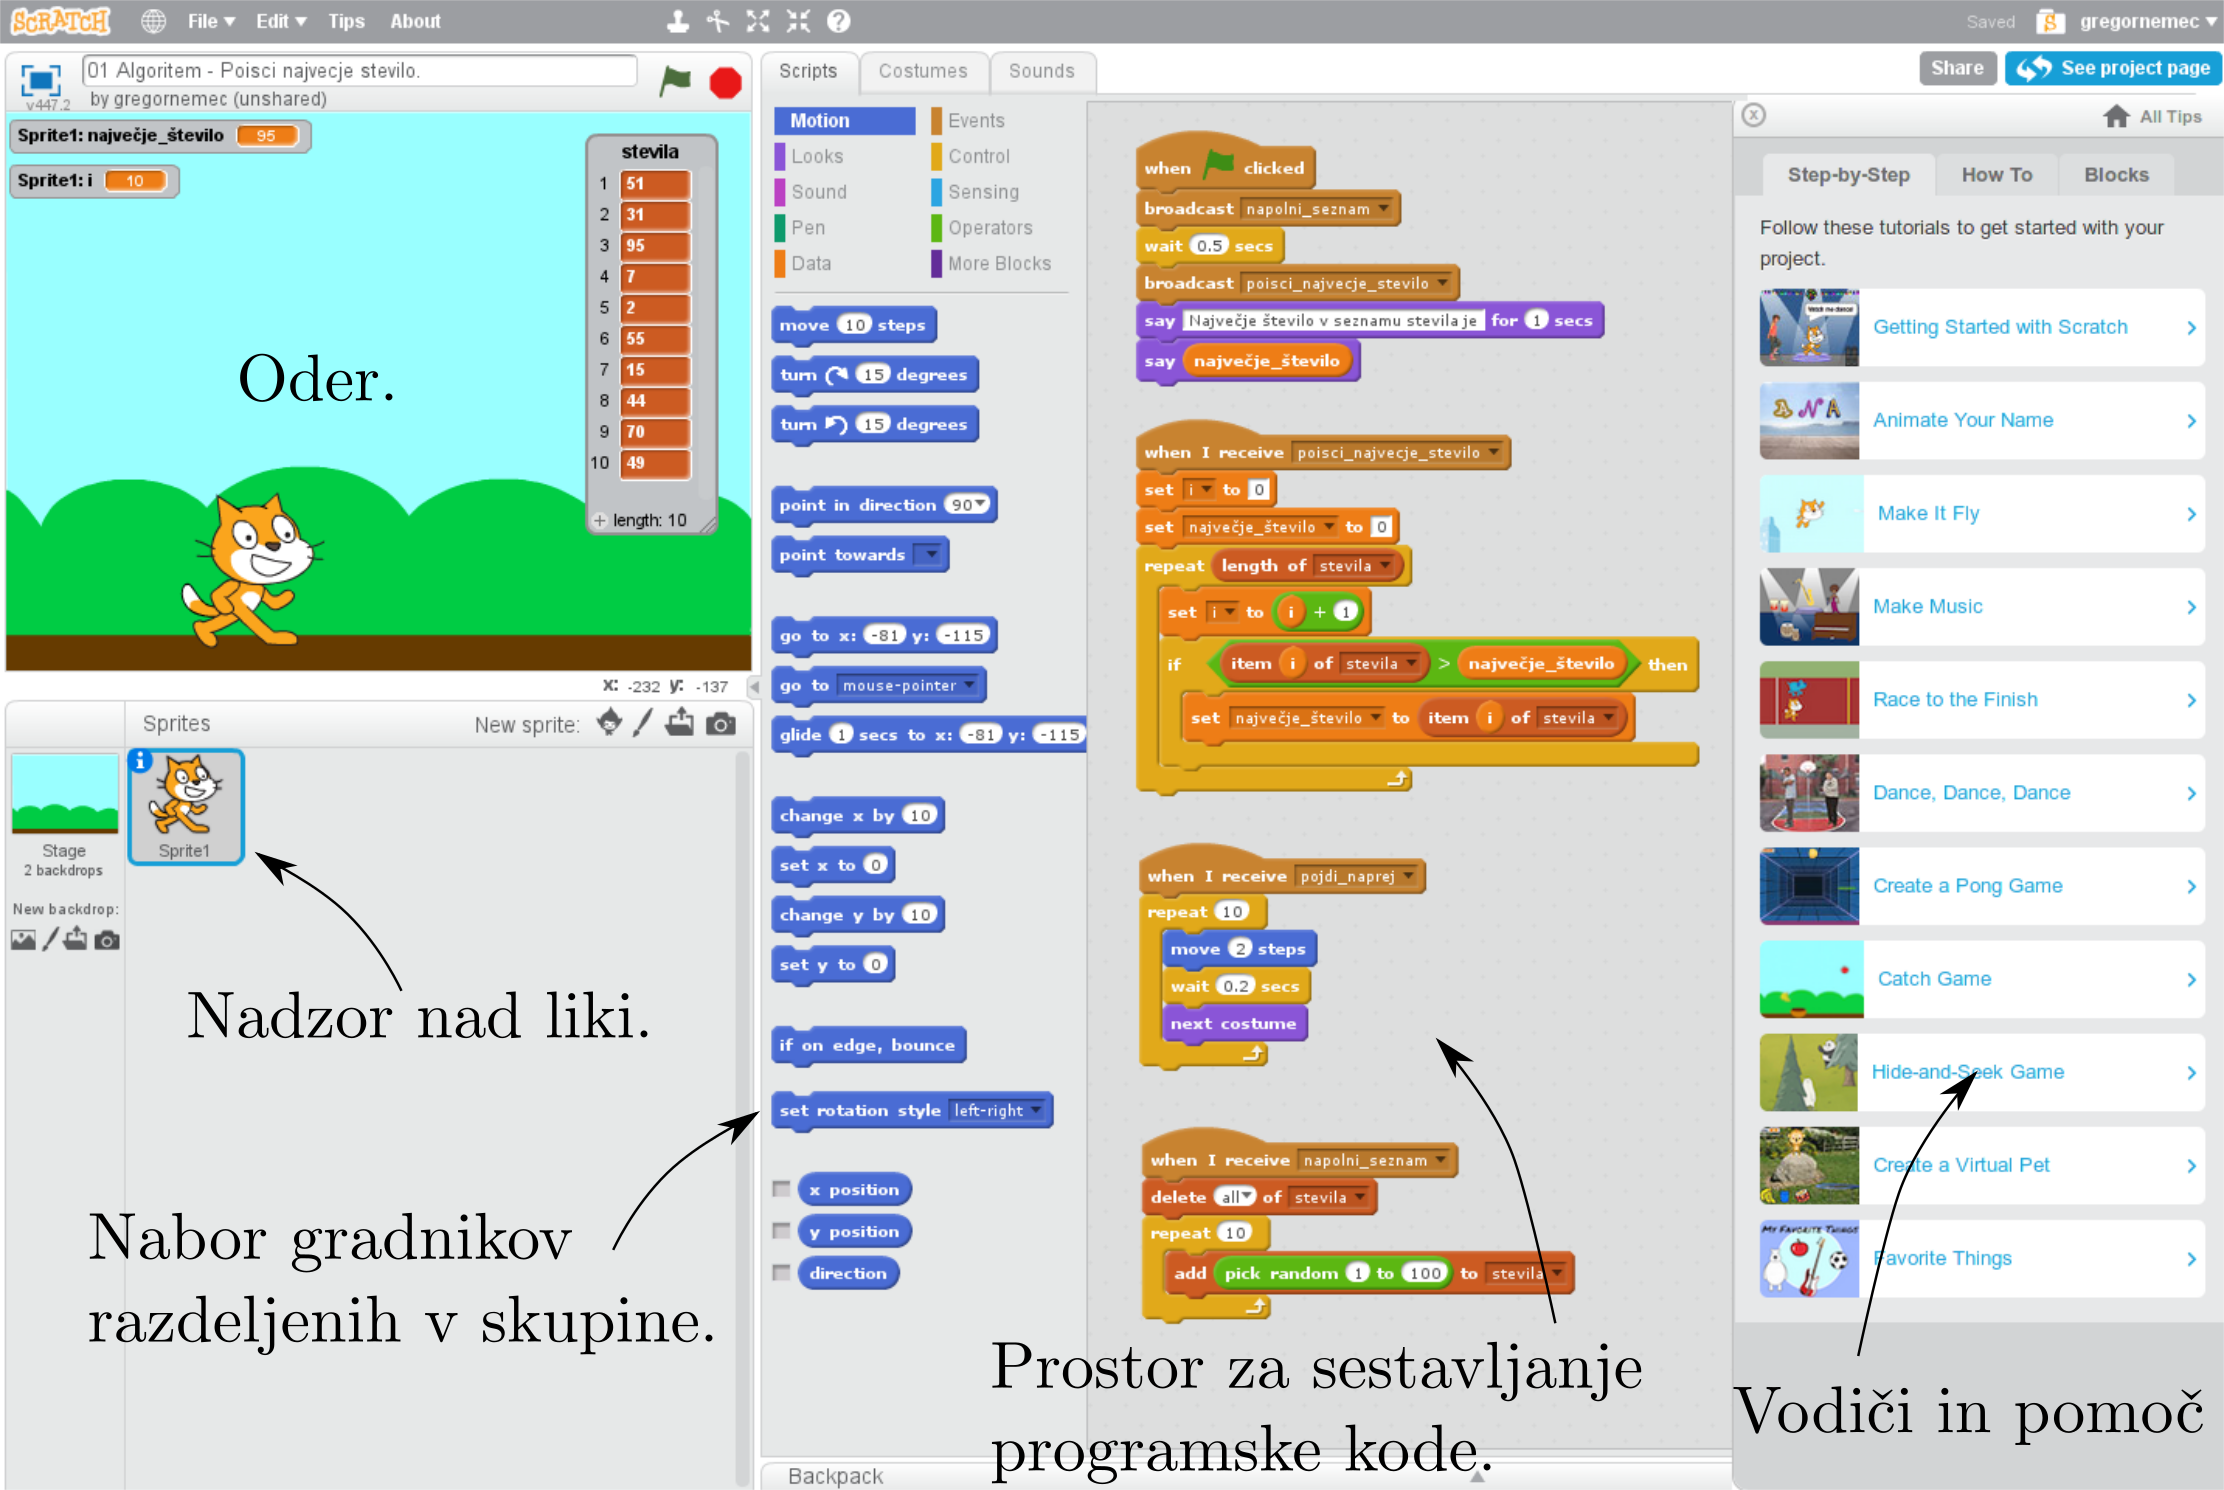 SCRATCH
File ▾ Edit ▾ Tips About
Saved
gregornemec ▾
01 Algoritem - Poisci najvecje stevilo.
by gregornemec (unshared)
v447.2
Scripts Costumes Sounds
Share
See project page
Sprite1: največje_število 95
Sprite1: i 10
stevila
1 51
2 31
3 95
4 7
5 2
6 55
7 15
8 44
9 70
10 49
+ length: 10
Oder.
x: -232 y: -137
Sprites
New sprite:
Sprite1
Stage
2 backdrops
New backdrop:
Nadzor nad liki.
Nabor gradnikov
razdeljenih v skupine.
Motion Events
Looks Control
Sound Sensing
Pen Operators
Data More Blocks
move 10 steps
turn 15 degrees
turn 15 degrees
point in direction 90▾
point towards
go to x: -81 y: -115
go to mouse-pointer
glide 1 secs to x: -81 y: -115
change x by 10
set x to 0
change y by 10
set y to 0
if on edge, bounce
set rotation style left-right
x position
y position
direction
when clicked
broadcast napolni_seznam
wait 0.5 secs
broadcast poisci_najvecje_stevilo
say Največje število v seznamu stevila je for 1 secs
say največje_število
when I receive poisci_najvecje_stevilo
set i to 0
set največje_število to 0
repeat length of stevila
set i to i + 1
if item i of stevila > največje_število then
set največje_število to item i of stevila
when I receive pojdi_naprej
repeat 10
move 2 steps
wait 0.2 secs
next costume
when I receive napolni_seznam
delete all of stevila
repeat 10
add pick random 1 to 100 to stevila
Prostor za sestavljanje
programske kode.
Backpack
All Tips
Step-by-Step How To Blocks
Follow these tutorials to get started with your
project.
Getting Started with Scratch
Animate Your Name
Make It Fly
Make Music
Race to the Finish
Dance, Dance, Dance
Create a Pong Game
Catch Game
Hide-and-Seek Game
Create a Virtual Pet
MY FAVORITE THINGS
Favorite Things
Vodiči in pomoč